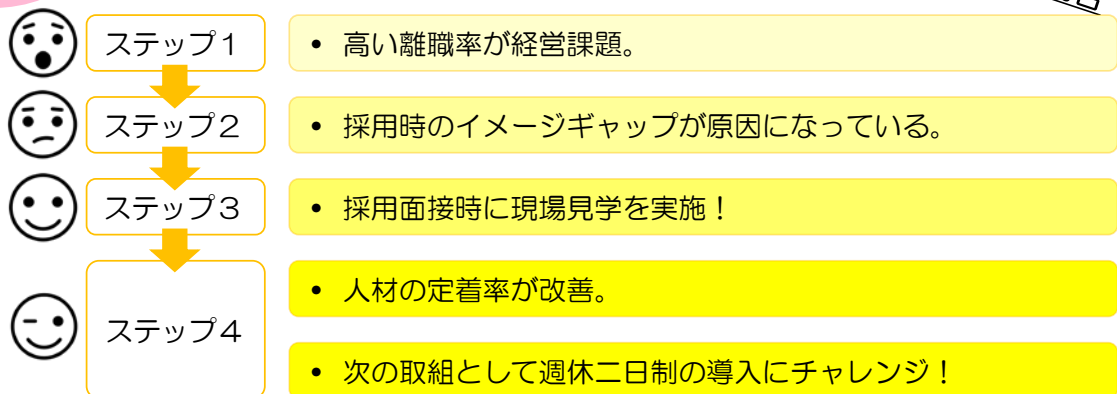 ステップ1
• 高い離職率が経営課題。
ステップ2
• 採用時のイメージギャップが原因になっている。
ステップ3
• 採用面接時に現場見学を実施！
ステップ4
• 人材の定着率が改善。
• 次の取組として週休二日制の導入にチャレンジ！